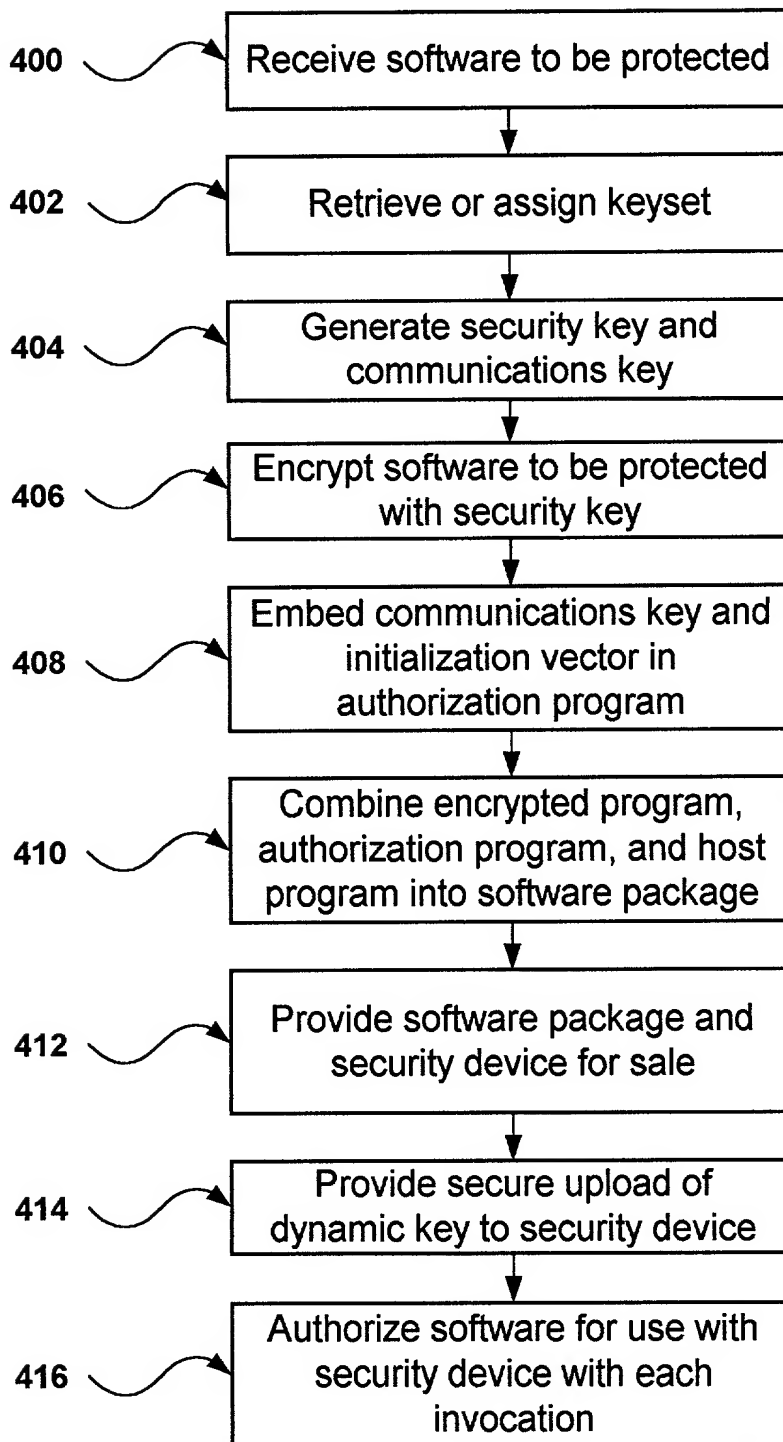 400
Receive software to be protected
402
Retrieve or assign keyset
404
Generate security key and
communications key
406
Encrypt software to be protected
with security key
408
Embed communications key and
initialization vector in
authorization program
410
Combine encrypted program,
authorization program, and host
program into software package
412
Provide software package and
security device for sale
414
Provide secure upload of
dynamic key to security device
416
Authorize software for use with
security device with each
invocation